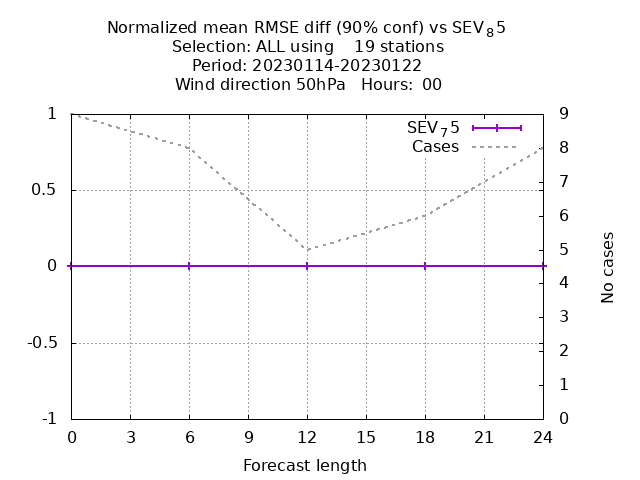 Normalized mean RMSE diff (90% conf) vs SEV₈5
Selection: ALL using    19 stations
Period: 20230114-20230122
Wind direction 50hPa   Hours:  00
SEV₇5
Cases
1
0.5
0
-0.5
-1
9
8
7
6
5
4
3
2
1
0
No cases
0 3 6 9 12 15 18 21 24
Forecast length